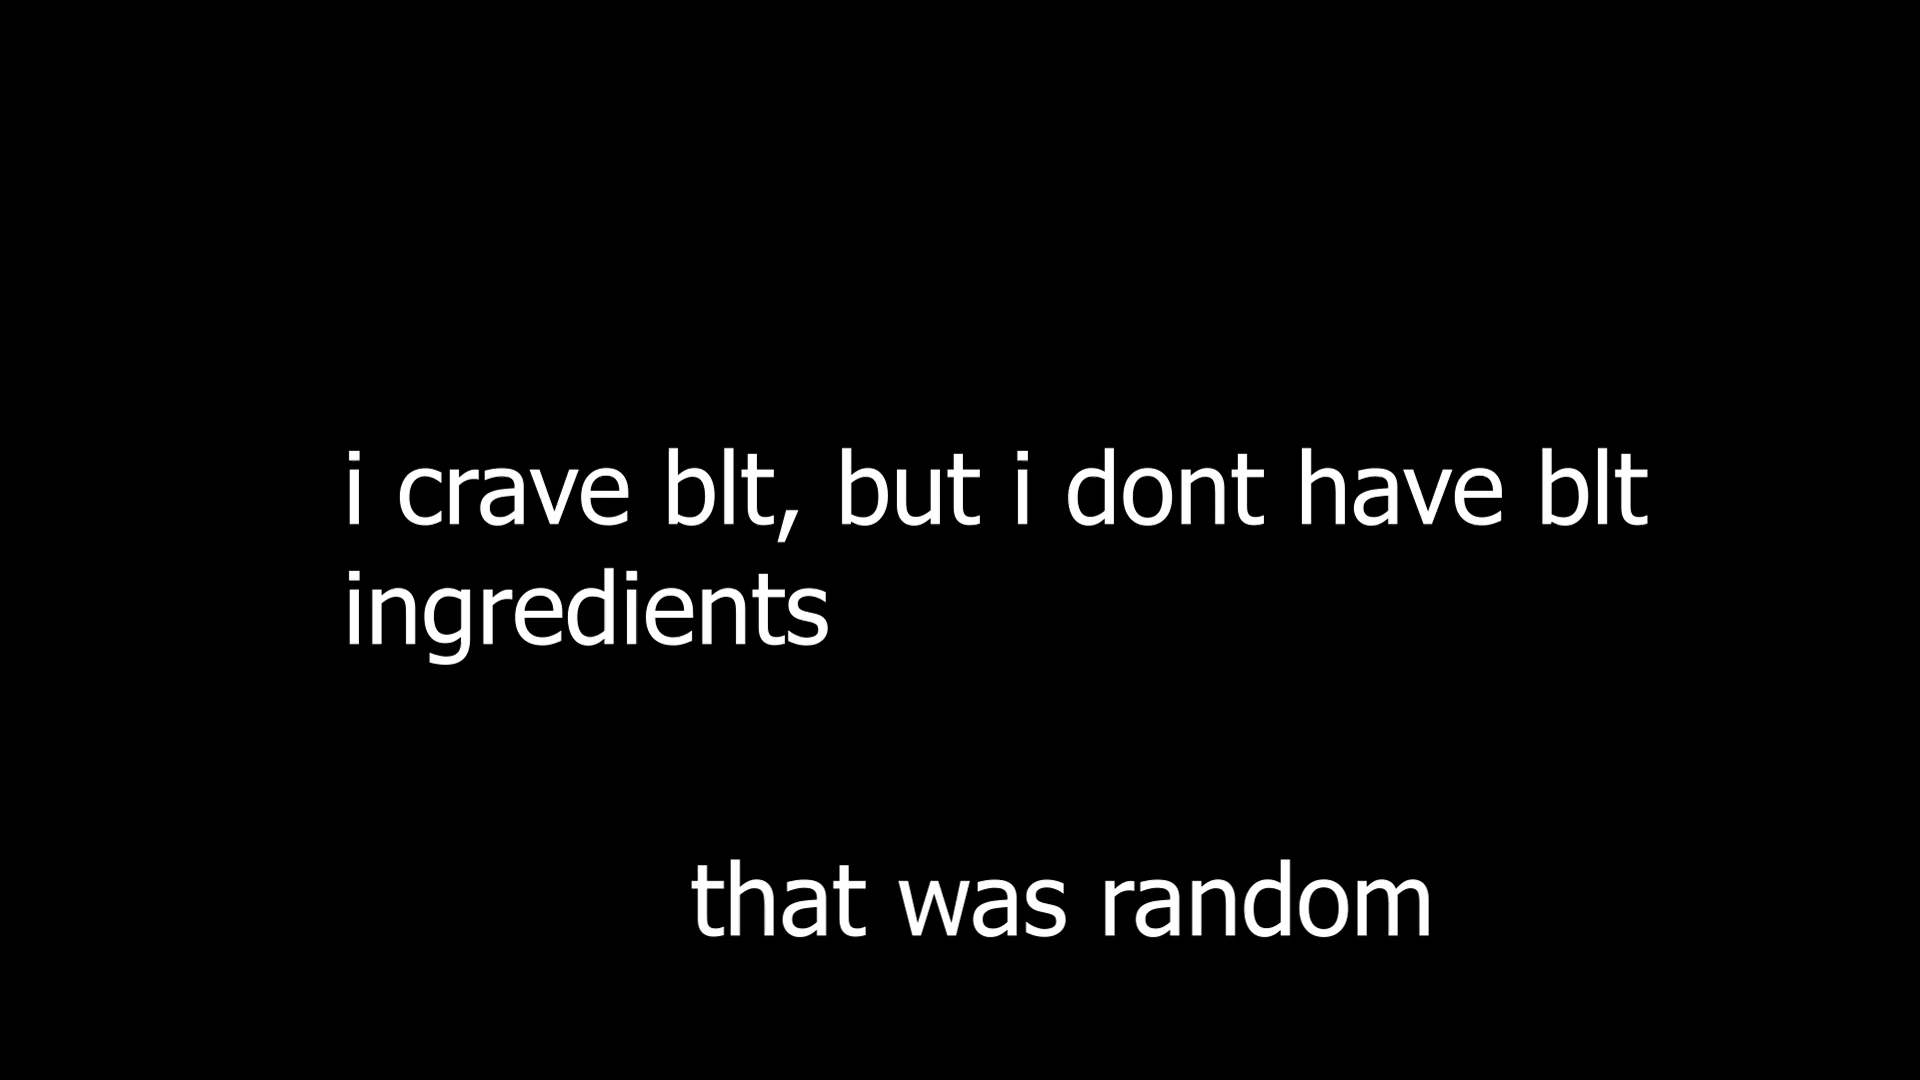 i crave blt, but i dont have blt
ingredients
that was random